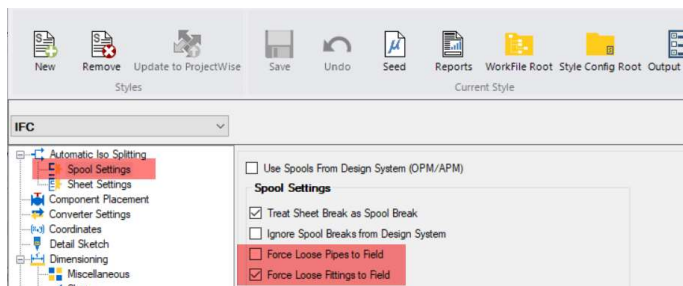 New Remove Update to ProjectWise Save Undo Seed Reports WorkFile Root Style Config Root Output
Styles Current Style
IFC
Automatic Iso Splitting
Spool Settings
Sheet Settings
Component Placement
Converter Settings
Coordinates
Detail Sketch
Dimensioning
Miscellaneous
Use Spools From Design System (OPM/APM)
Spool Settings
Treat Sheet Break as Spool Break
Ignore Spool Breaks from Design System
Force Loose Pipes to Field
Force Loose Fittings to Field